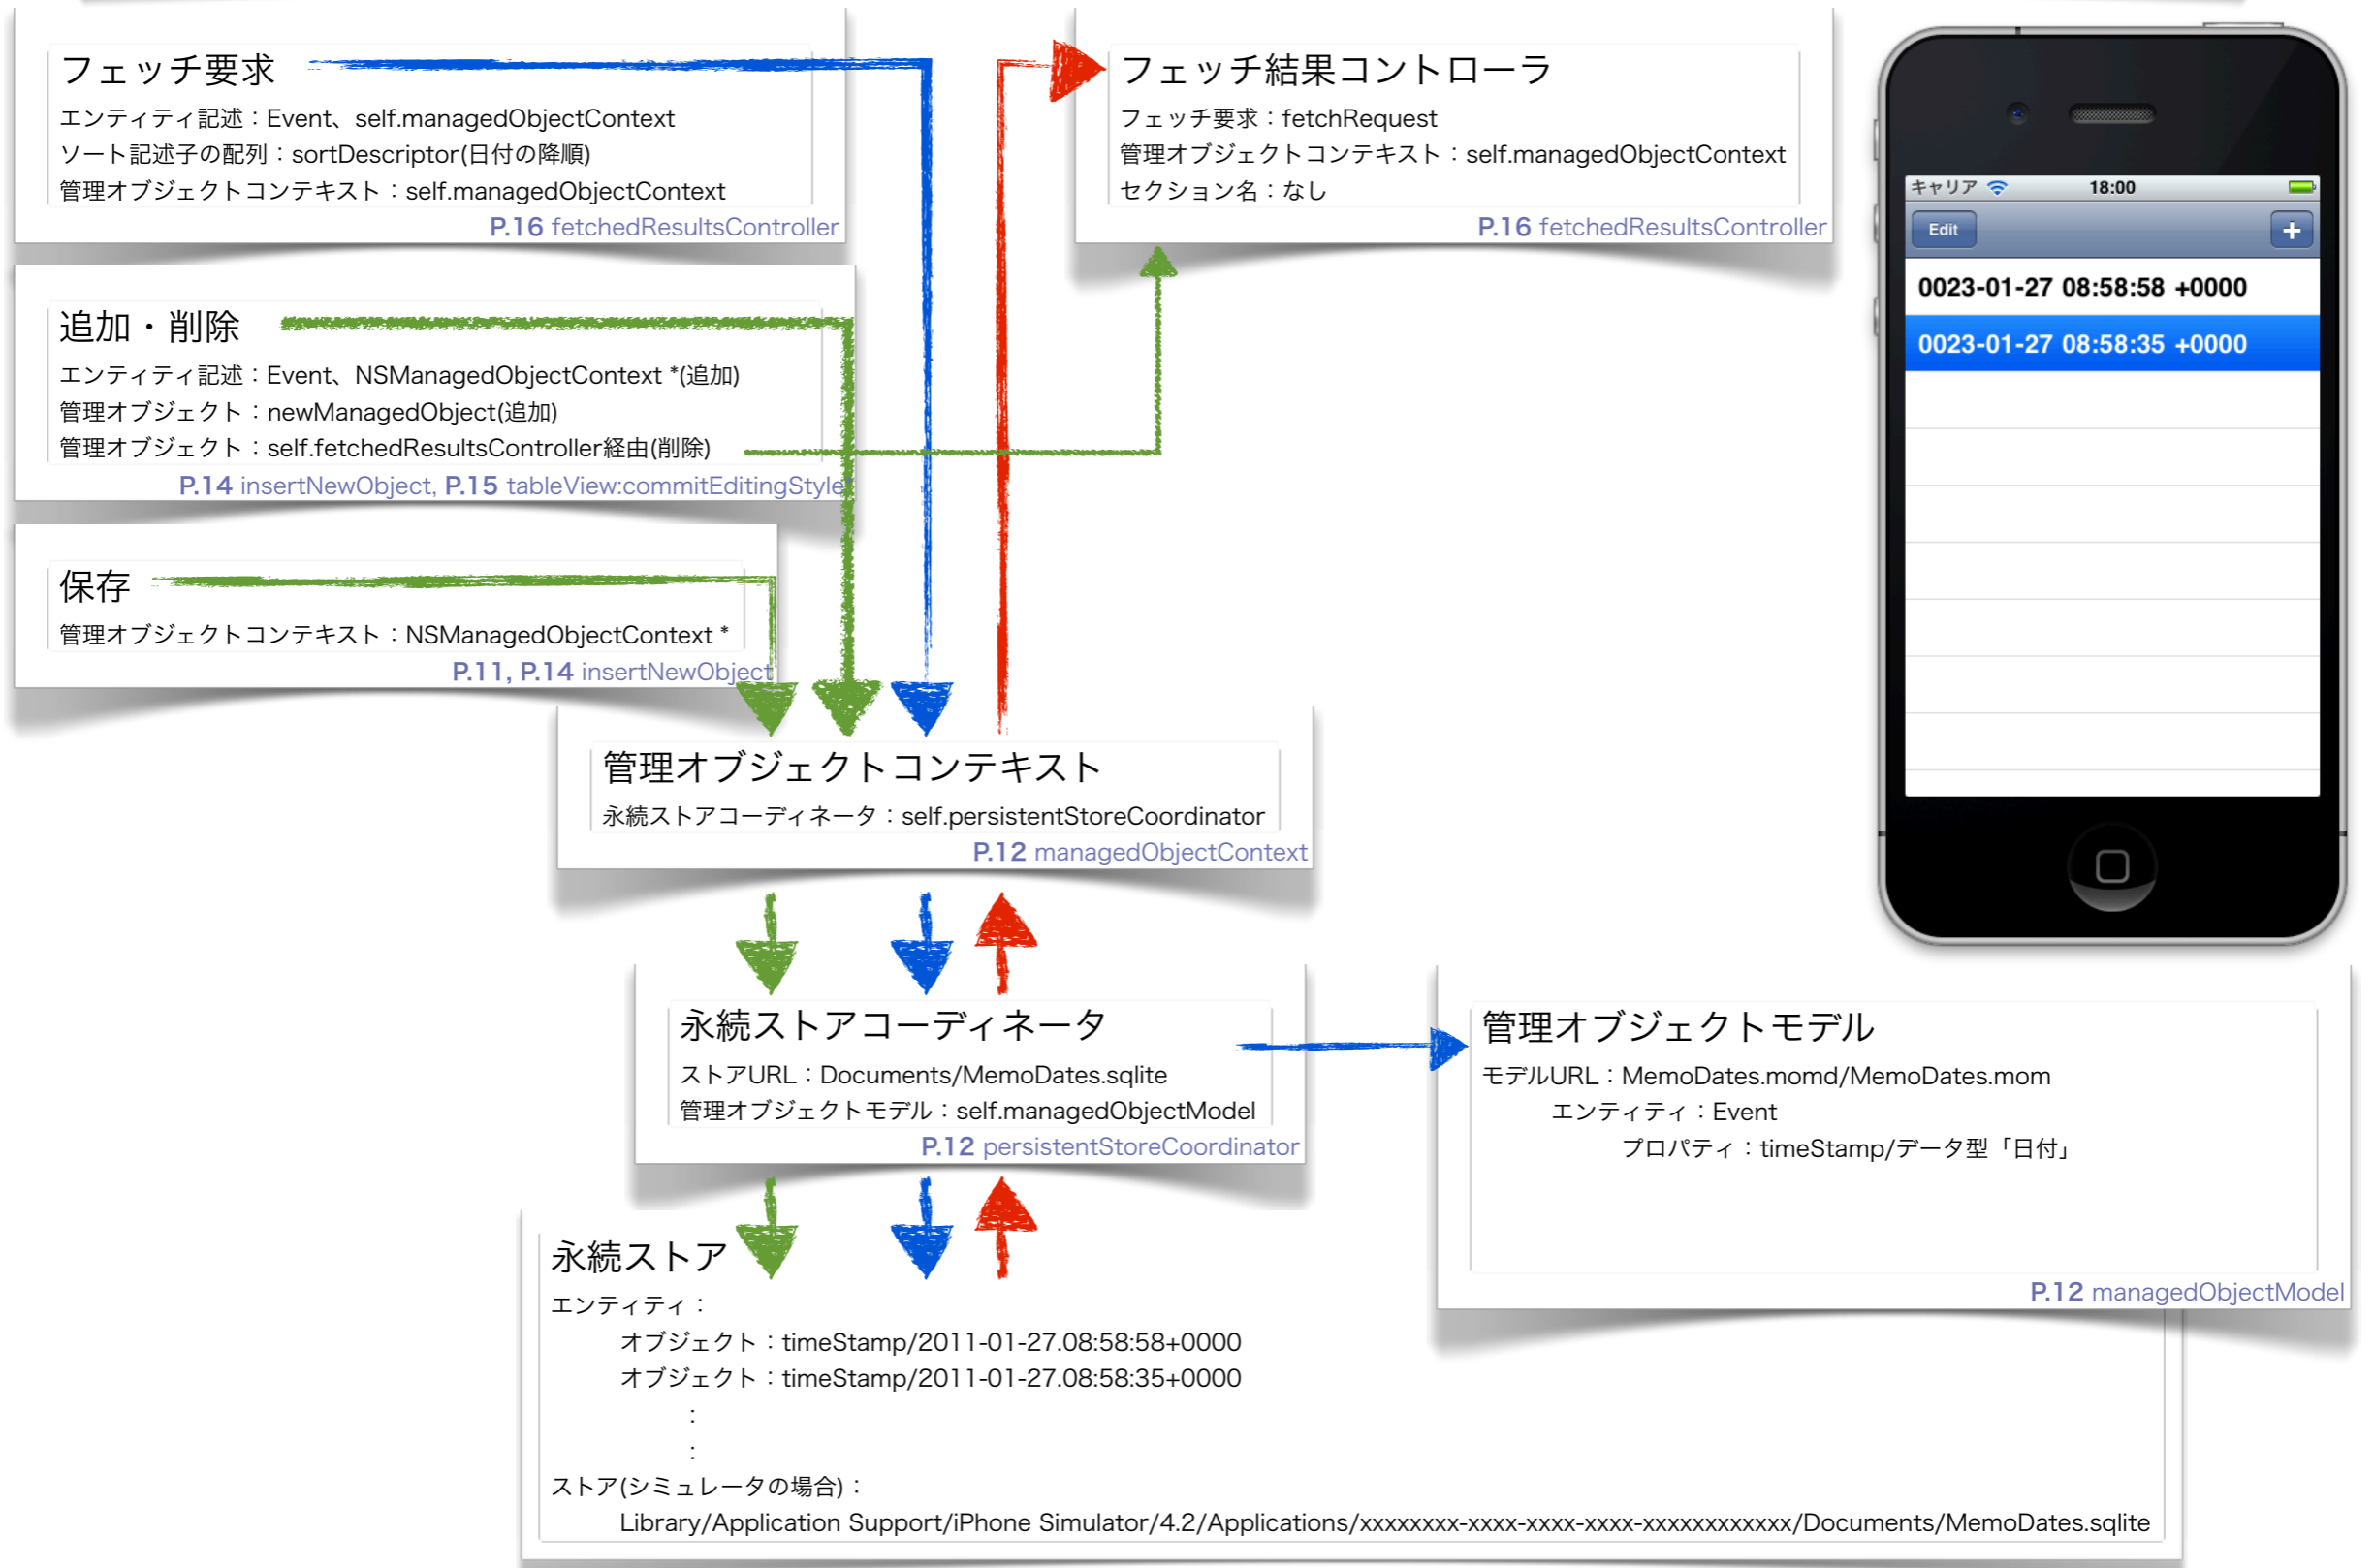 フェッチ要求
エンティティ記述：Event、self.managedObjectContext
ソート記述子の配列：sortDescriptor(日付の降順)
管理オブジェクトコンテキスト：self.managedObjectContext
P.16 fetchedResultsController
フェッチ結果コントローラ
フェッチ要求：fetchRequest
管理オブジェクトコンテキスト：self.managedObjectContext
セクション名：なし
P.16 fetchedResultsController
キャリア 18:00
Edit +
0023-01-27 08:58:58 +0000
0023-01-27 08:58:35 +0000
追加・削除
エンティティ記述：Event、NSManagedObjectContext *(追加)
管理オブジェクト：newManagedObject(追加)
管理オブジェクト：self.fetchedResultsController経由(削除)
P.14 insertNewObject, P.15 tableView:commitEditingStyle
保存
管理オブジェクトコンテキスト：NSManagedObjectContext *
P.11, P.14 insertNewObject
管理オブジェクトコンテキスト
永続ストアコーディネータ：self.persistentStoreCoordinator
P.12 managedObjectContext
永続ストアコーディネータ
ストアURL：Documents/MemoDates.sqlite
管理オブジェクトモデル：self.managedObjectModel
P.12 persistentStoreCoordinator
管理オブジェクトモデル
モデルURL：MemoDates.momd/MemoDates.mom
エンティティ：Event
プロパティ：timeStamp/データ型「日付」
P.12 managedObjectModel
永続ストア
エンティティ：
オブジェクト：timeStamp/2011-01-27.08:58:58+0000
オブジェクト：timeStamp/2011-01-27.08:58:35+0000
：
：
ストア(シミュレータの場合)：
Library/Application Support/iPhone Simulator/4.2/Applications/xxxxxxxx-xxxx-xxxx-xxxx-xxxxxxxxxxxx/Documents/MemoDates.sqlite